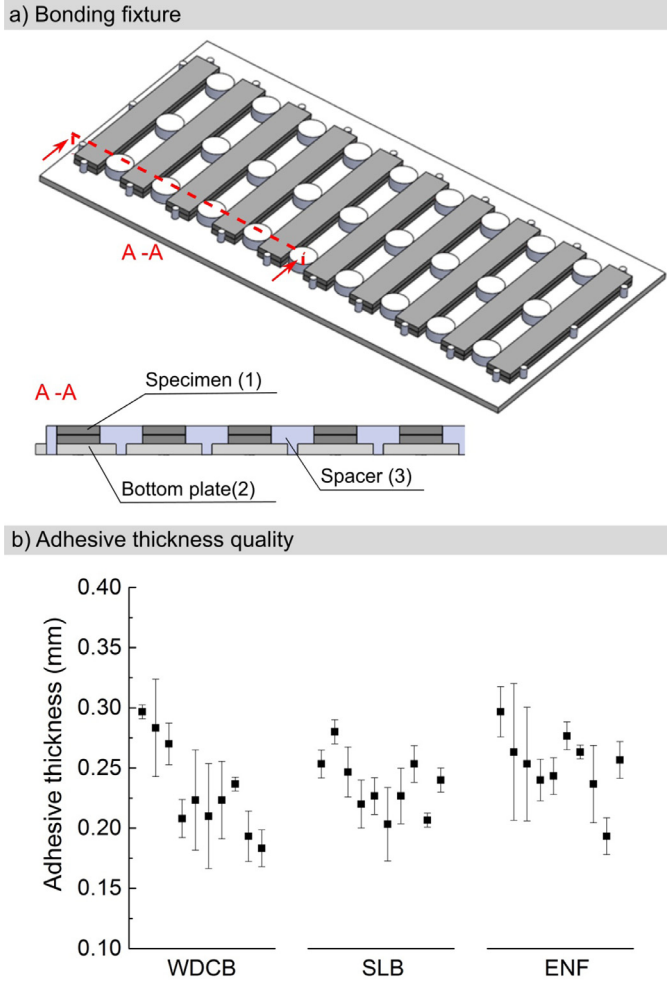 a) Bonding fixture
A -A
A -A
Specimen (1)
Bottom plate(2)
Spacer (3)
b) Adhesive thickness quality
Adhesive thickness (mm)
0.40
0.35
0.30
0.25
0.20
0.15
0.10
WDCB SLB ENF